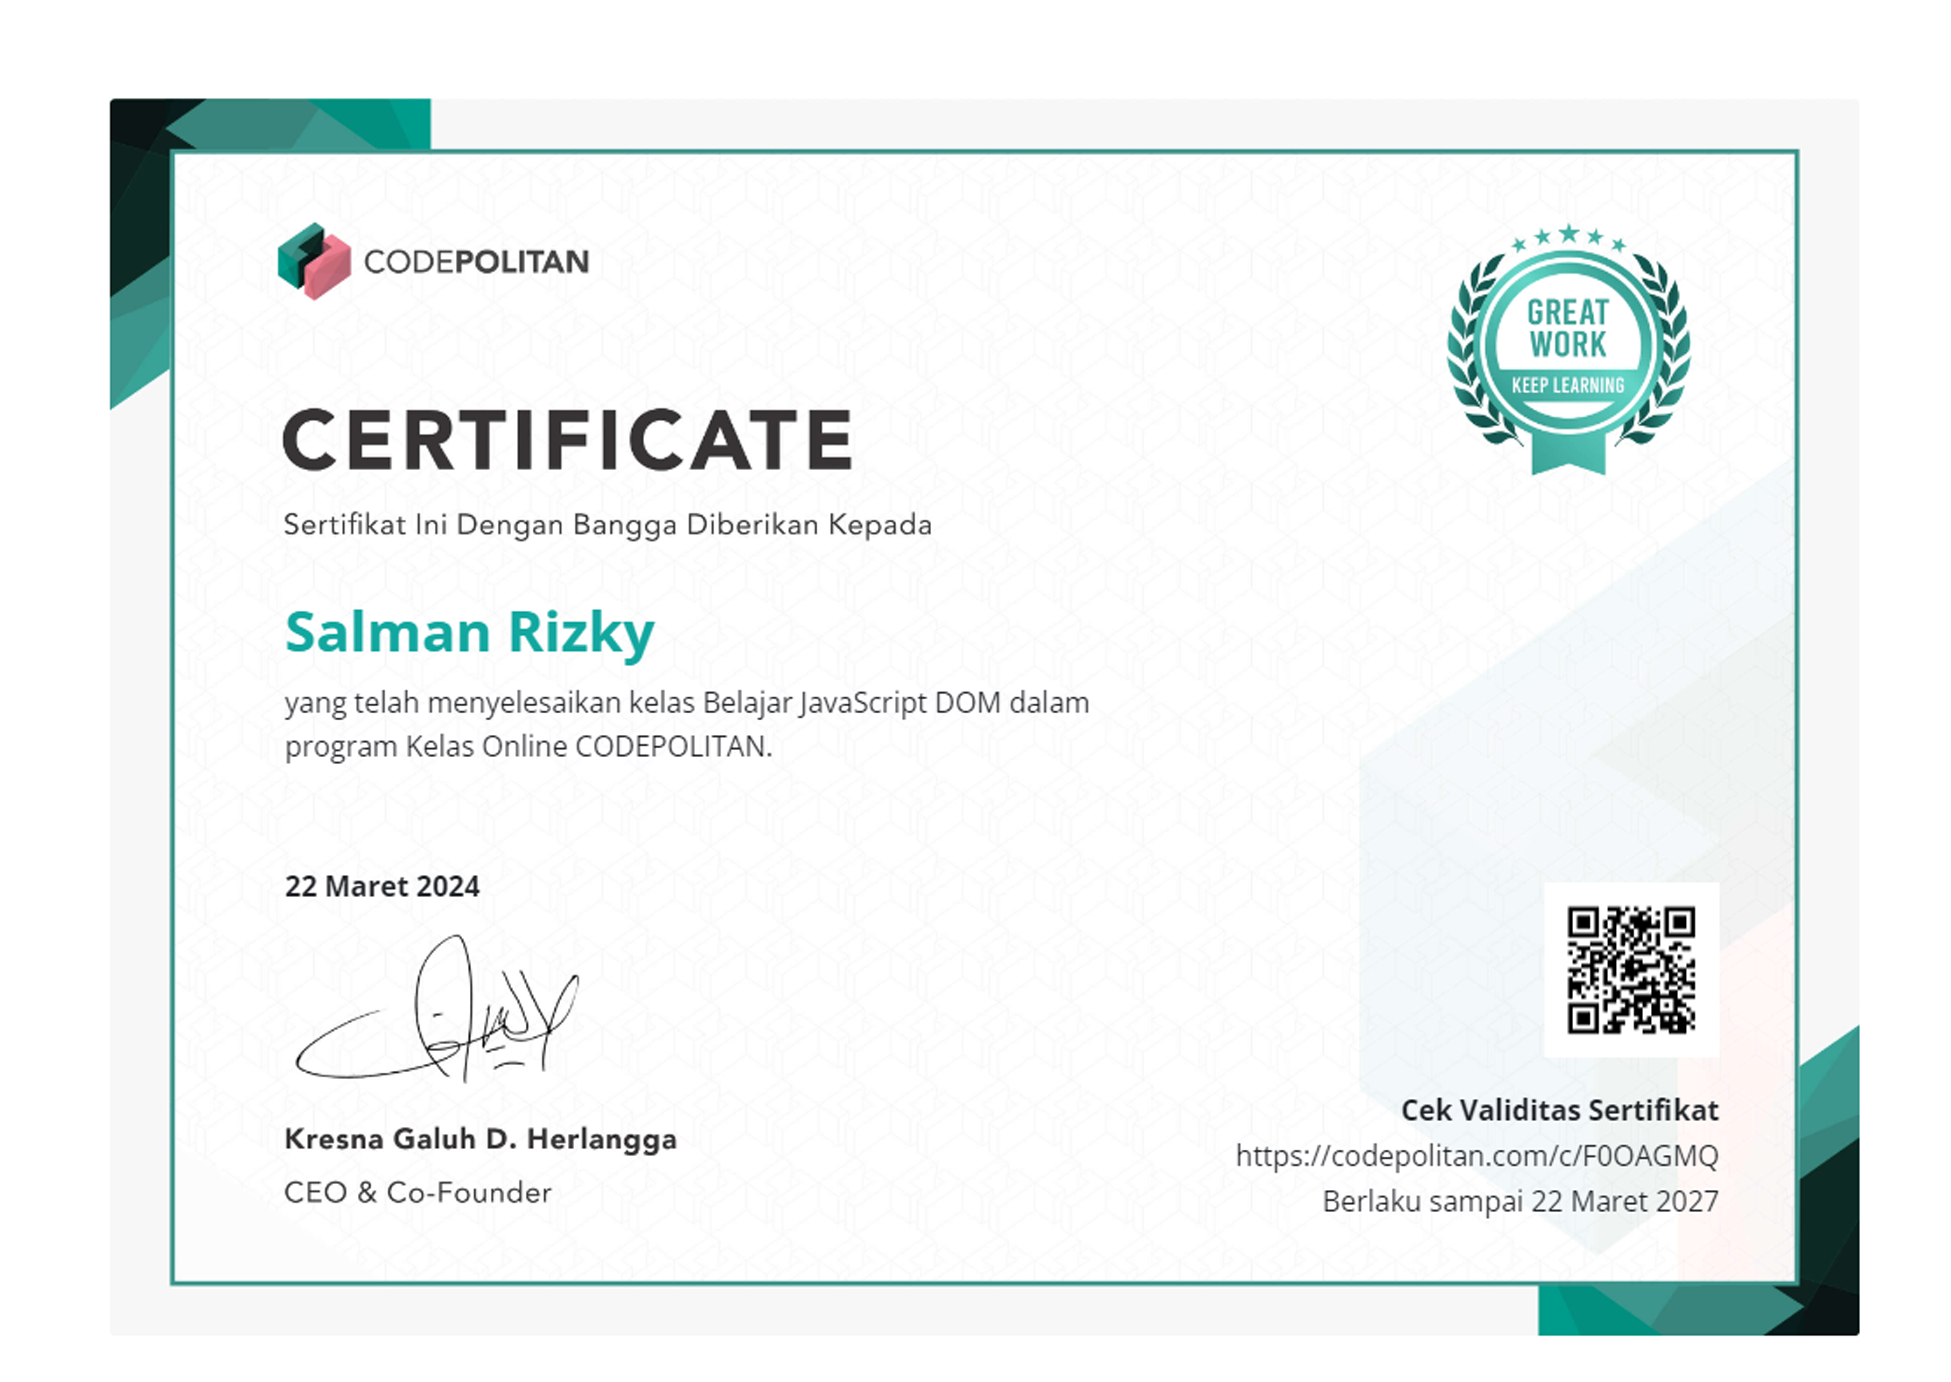 CODEPOLITAN
GREAT
WORK
KEEP LEARNING
CERTIFICATE
Sertifikat Ini Dengan Bangga Diberikan Kepada
Salman Rizky
yang telah menyelesaikan kelas Belajar JavaScript DOM dalam
program Kelas Online CODEPOLITAN.
22 Maret 2024
Kresna Galuh D. Herlangga
CEO & Co-Founder
Cek Validitas Sertifikat
https://codepolitan.com/c/F0OAGMQ
Berlaku sampai 22 Maret 2027